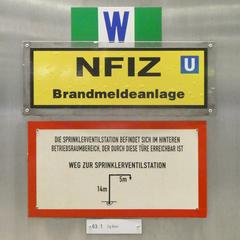 W
NFIZ U
Brandmeldeanlage
DIE SPRINKLERVENTILSTATION BEFINDET SICH IM HINTEREN
BETRIEBSRAUMBEREICH, DER DURCH DIESE TÜRE ERREICHBAR IST
WEG ZUR SPRINKLERVENTILSTATION
5m
14m